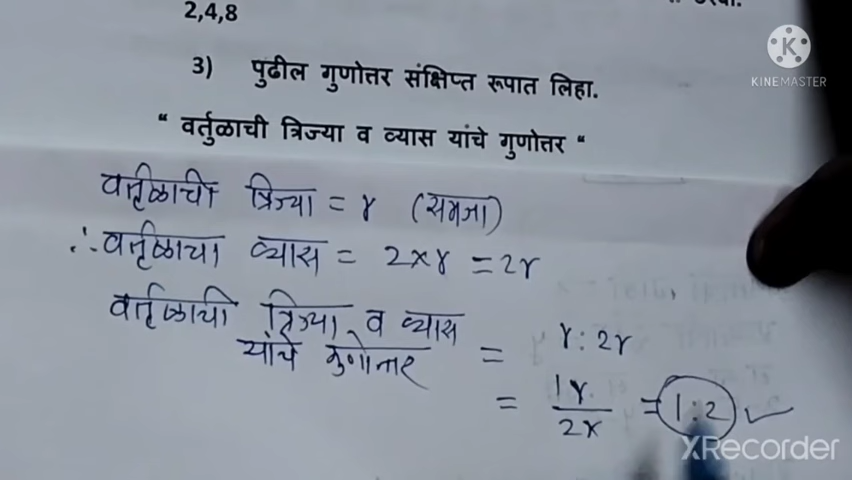 2,4,8
KINEMASTER
3) पुढील गुणोत्तर संक्षिप्त रूपात लिहा.
“ वर्तुळाची त्रिज्या व व्यास यांचे गुणोत्तर “
वर्तृळाची त्रिज्या = r (समजा)
∴ वर्तृळाचा व्यास = 2×r = 2r
वर्तृळाची त्रिज्या व व्यास
यांचे गुणोत्तर = r : 2r
= 1r/2r = 1:2 ✓
XRecorder